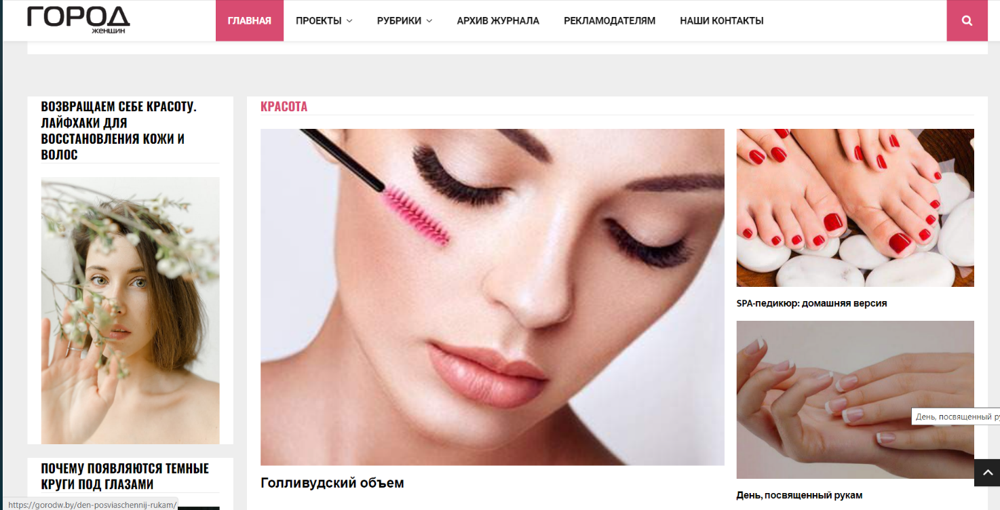 ГОРОД
женщин
ГЛАВНАЯ
ПРОЕКТЫ
РУБРИКИ
АРХИВ ЖУРНАЛА
РЕКЛАМОДАТЕЛЯМ
НАШИ КОНТАКТЫ
ВОЗВРАЩАЕМ СЕБЕ КРАСОТУ.
ЛАЙФХАКИ ДЛЯ
ВОССТАНОВЛЕНИЯ КОЖИ И
ВОЛОС
ПОЧЕМУ ПОЯВЛЯЮТСЯ ТЕМНЫЕ
КРУГИ ПОД ГЛАЗАМИ
КРАСОТА
Голливудский объем
SPA-педикюр: домашняя версия
День, посвященный
День, посвященный рукам
https://gorodw.by/den-posviaschennij-rukam/